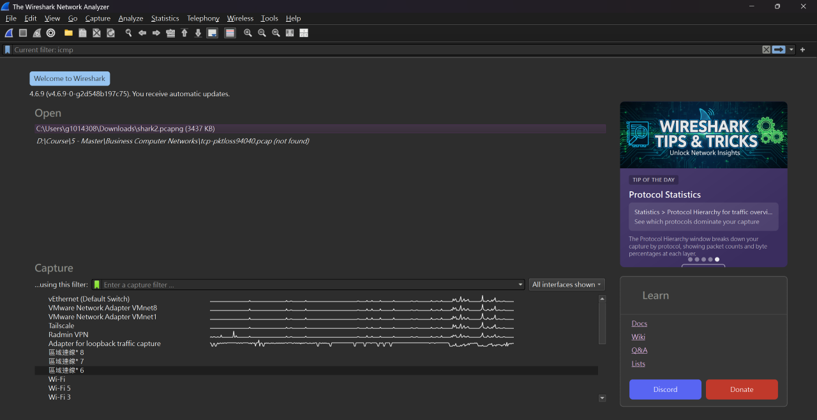 The Wireshark Network Analyzer
File Edit View Go Capture Analyze Statistics Telephony Wireless Tools Help
Current filter: icmp
Welcome to Wireshark
4.6.9 (v4.6.9-0-g2d548b197c75). You receive automatic updates.
Open
C:\Users\g1014308\Downloads\shark2.pcapng (3437 KB)
D:\Course\5 - Master\Business Computer Networks\tcp-pktloss94040.pcap (not found)
WIRESHARK
TIPS & TRICKS
Unlock Network Insights
TIP OF THE DAY
Protocol Statistics
Statistics > Protocol Hierarchy for traffic overvi...
See which protocols dominate your capture
The Protocol Hierarchy window breaks down your
capture by protocol, showing packet counts and byte
percentages at each layer.
Capture
...using this filter: Enter a capture filter ... All interfaces shown
vEthernet (Default Switch)
VMware Network Adapter VMnet8
VMware Network Adapter VMnet1
Tailscale
Radmin VPN
Adapter for loopback traffic capture
區域連線* 8
區域連線* 7
區域連線* 6
Wi-Fi
Wi-Fi 5
Wi-Fi 3
Learn
Docs
Wiki
Q&A
Lists
Discord Donate